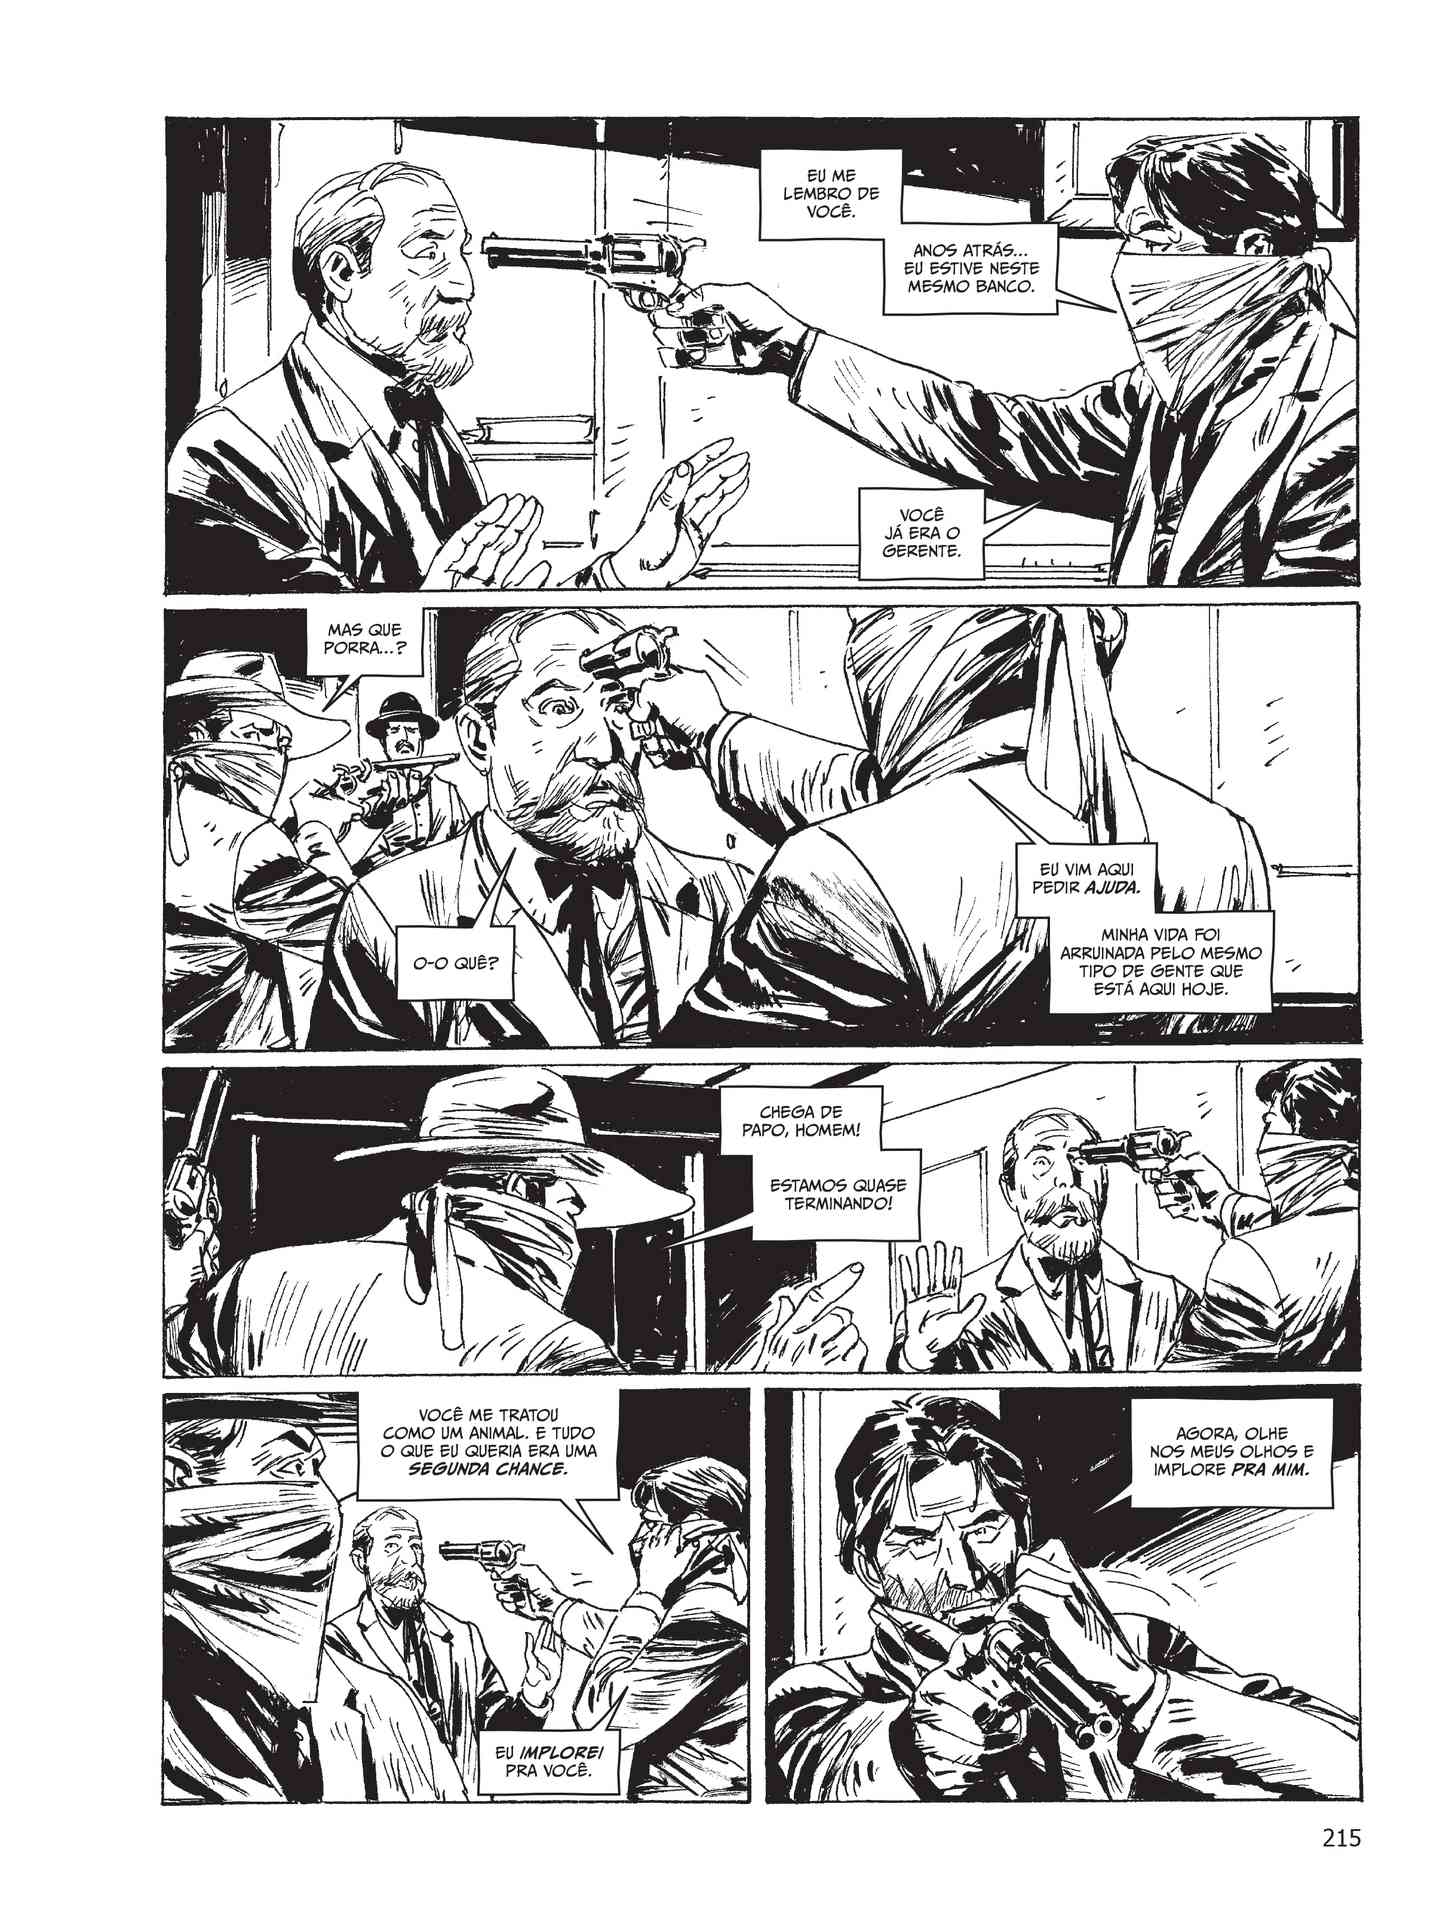 EU ME
LEMBRO DE
VOCÊ.
ANOS ATRÁS...
EU ESTIVE NESTE
MESMO BANCO.
VOCÊ
JÁ ERA O
GERENTE.
MAS QUE
PORRA...?
O-O QUÊ?
EU VIM AQUI
PEDIR AJUDA.
MINHA VIDA FOI
ARRUINADA PELO MESMO
TIPO DE GENTE QUE
ESTÁ AQUI HOJE.
CHEGA DE
PAPO, HOMEM!
ESTAMOS QUASE
TERMINANDO!
VOCÊ ME TRATOU
COMO UM ANIMAL. E TUDO
O QUE EU QUERIA ERA UMA
SEGUNDA CHANCE.
EU IMPLOREI
PRA VOCÊ.
AGORA, OLHE
NOS MEUS OLHOS E
IMPLORE PRA MIM.
215